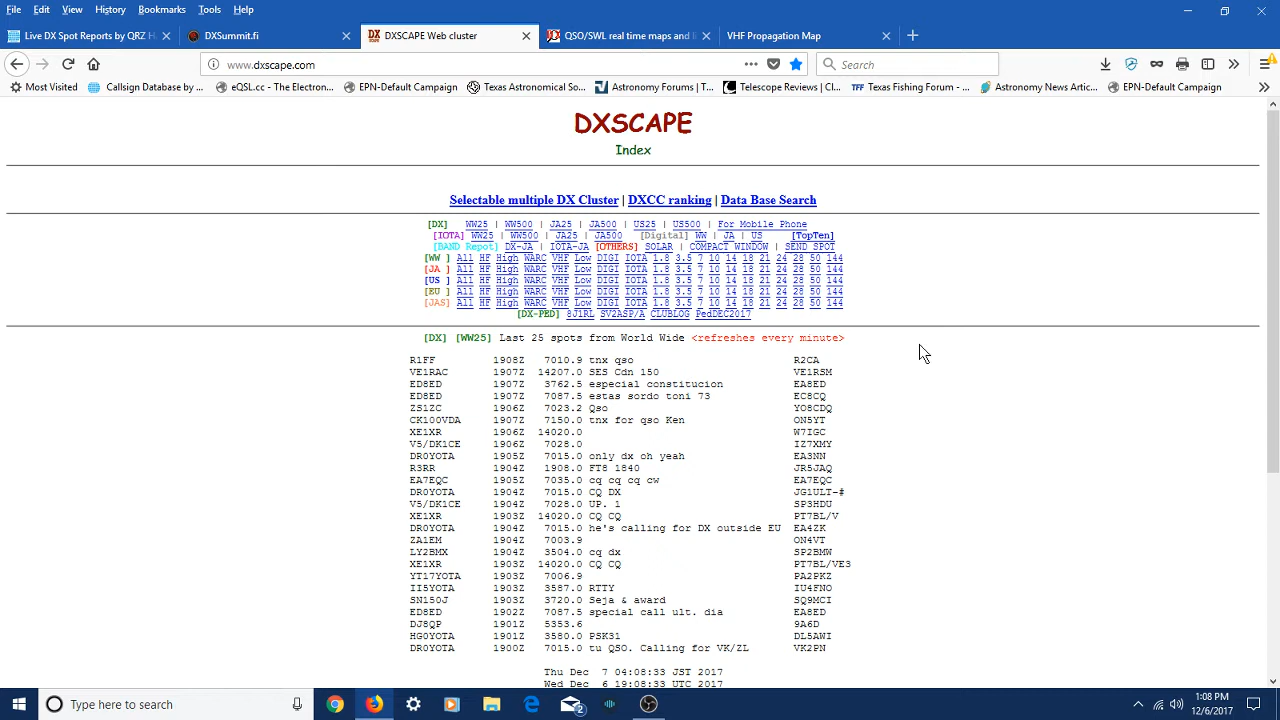 File Edit View History Bookmarks Tools Help
Live DX Spot Reports by QRZ H
DXSummit.fi
DXSCAPE Web cluster
QSO/SWL real time maps and l
VHF Propagation Map
www.dxscape.com
Search
Most Visited
Callsign Database by ...
eQSL.cc - The Electron...
EPN-Default Campaign
Texas Astronomical So...
Astronomy Forums | T...
Telescope Reviews | Cl...
TF Texas Fishing Forum - ...
Astronomy News Artic...
EPN-Default Campaign
DXSCAPE
Index
Selectable multiple DX Cluster | DXCC ranking | Data Base Search
[DX] WW25 | WW500 | JA25 | JA500 | US25 | US500 | For Mobile Phone
[IOTA] WW25 | WW500 | JA25 | JA500 [Digital] WW | JA | US [TopTen]
[BAND Repot] DX-JA | IOTA-JA [OTHERS] SOLAR | COMPACT WINDOW | SEND SPOT
[WW ] All HF High WARC VHF Low DIGI IOTA 1.8 3.5 7 10 14 18 21 24 28 50 144
[JA ] All HF High WARC VHF Low DIGI IOTA 1.8 3.5 7 10 14 18 21 24 28 50 144
[US ] All HF High WARC VHF Low DIGI IOTA 1.8 3.5 7 10 14 18 21 24 28 50 144
[EU ] All HF High WARC VHF Low DIGI IOTA 1.8 3.5 7 10 14 18 21 24 28 50 144
[JAS] All HF High WARC VHF Low DIGI IOTA 1.8 3.5 7 10 14 18 21 24 28 50 144
[DX-PED] 8J1RL SV2ASP/A CLUBLOG PedDEC2017
[DX] [WW25] Last 25 spots from World Wide <refreshes every minute>
R1FF 1908Z 7010.9 tnx qso R2CA
VE1RAC 1907Z 14207.0 SES Cdn 150 VE1RSM
ED8ED 1907Z 3762.5 especial constitucion EA8ED
ED8ED 1907Z 7087.5 estas sordo toni 73 EC8CQ
ZS1ZC 1906Z 7023.2 Qso YO8CDQ
CK100VDA 1907Z 7150.0 tnx for qso Ken ON5YT
XE1XR 1906Z 14020.0 W7IGC
V5/DK1CE 1906Z 7028.0 IZ7XMY
DR0YOTA 1904Z 7015.0 only dx oh yeah EA3NN
R3RR 1904Z 1908.0 FT8 1840 JR5JAQ
EA7EQC 1905Z 7035.0 cq cq cq cw EA7EQC
DR0YOTA 1904Z 7015.0 CQ DX JG1ULT-#
V5/DK1CE 1904Z 7028.0 UP. 1 SP3HDU
XE1XR 1904Z 14020.0 CQ CQ PT7BL/V
DR0YOTA 1904Z 7015.0 he's calling for DX outside EU EA4ZK
ZA1EM 1904Z 7003.9 ON4VT
LY2BMX 1904Z 3504.0 cq dx SP2BMW
XE1XR 1903Z 14020.0 CQ CQ PT7BL/VE3
YT17YOTA 1903Z 7006.9 PA2PKZ
II5YOTA 1903Z 3587.0 RTTY IU4FNO
SN150J 1903Z 3720.0 Seja & award SQ9MCI
ED8ED 1902Z 7087.5 special call ult. dia EA8ED
DJ8QP 1901Z 5353.6 9A6D
HG0YOTA 1901Z 3580.0 PSK31 DL5AWI
DR0YOTA 1900Z 7015.0 tu QSO. Calling for VK/ZL VK2PN
Thu Dec 7 04:08:33 JST 2017
Wed Dec 6 19:08:33 UTC 2017
Type here to search
2
1:08 PM
12/6/2017